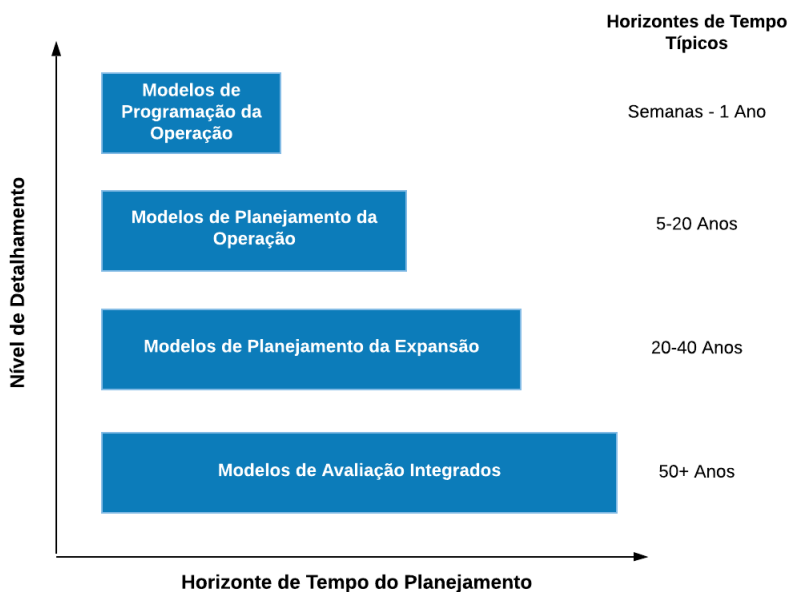 Horizontes de Tempo
Típicos
Modelos de
Programação da
Operação
Semanas - 1 Ano
Modelos de Planejamento da
Operação
5-20 Anos
Modelos de Planejamento da Expansão
20-40 Anos
Modelos de Avaliação Integrados
50+ Anos
Nível de Detalhamento
Horizonte de Tempo do Planejamento